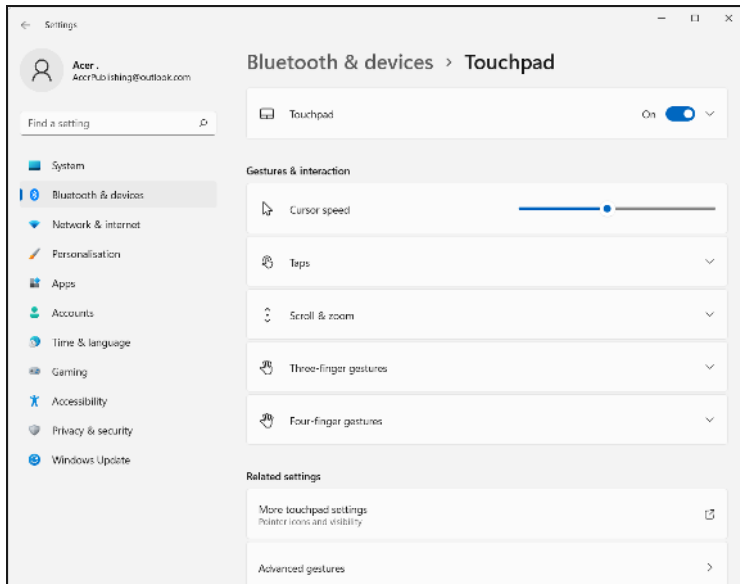 Settings
Acer .
AcerPublishing@outlook.com
Find a setting
System
Bluetooth & devices
Network & internet
Personalisation
Apps
Accounts
Time & language
Gaming
Accessibility
Privacy & security
Windows Update
Bluetooth & devices › Touchpad
Touchpad
On
Gestures & interaction
Cursor speed
Taps
Scroll & zoom
Three-finger gestures
Four-finger gestures
Related settings
More touchpad settings
Pointer icons and visibility
Advanced gestures